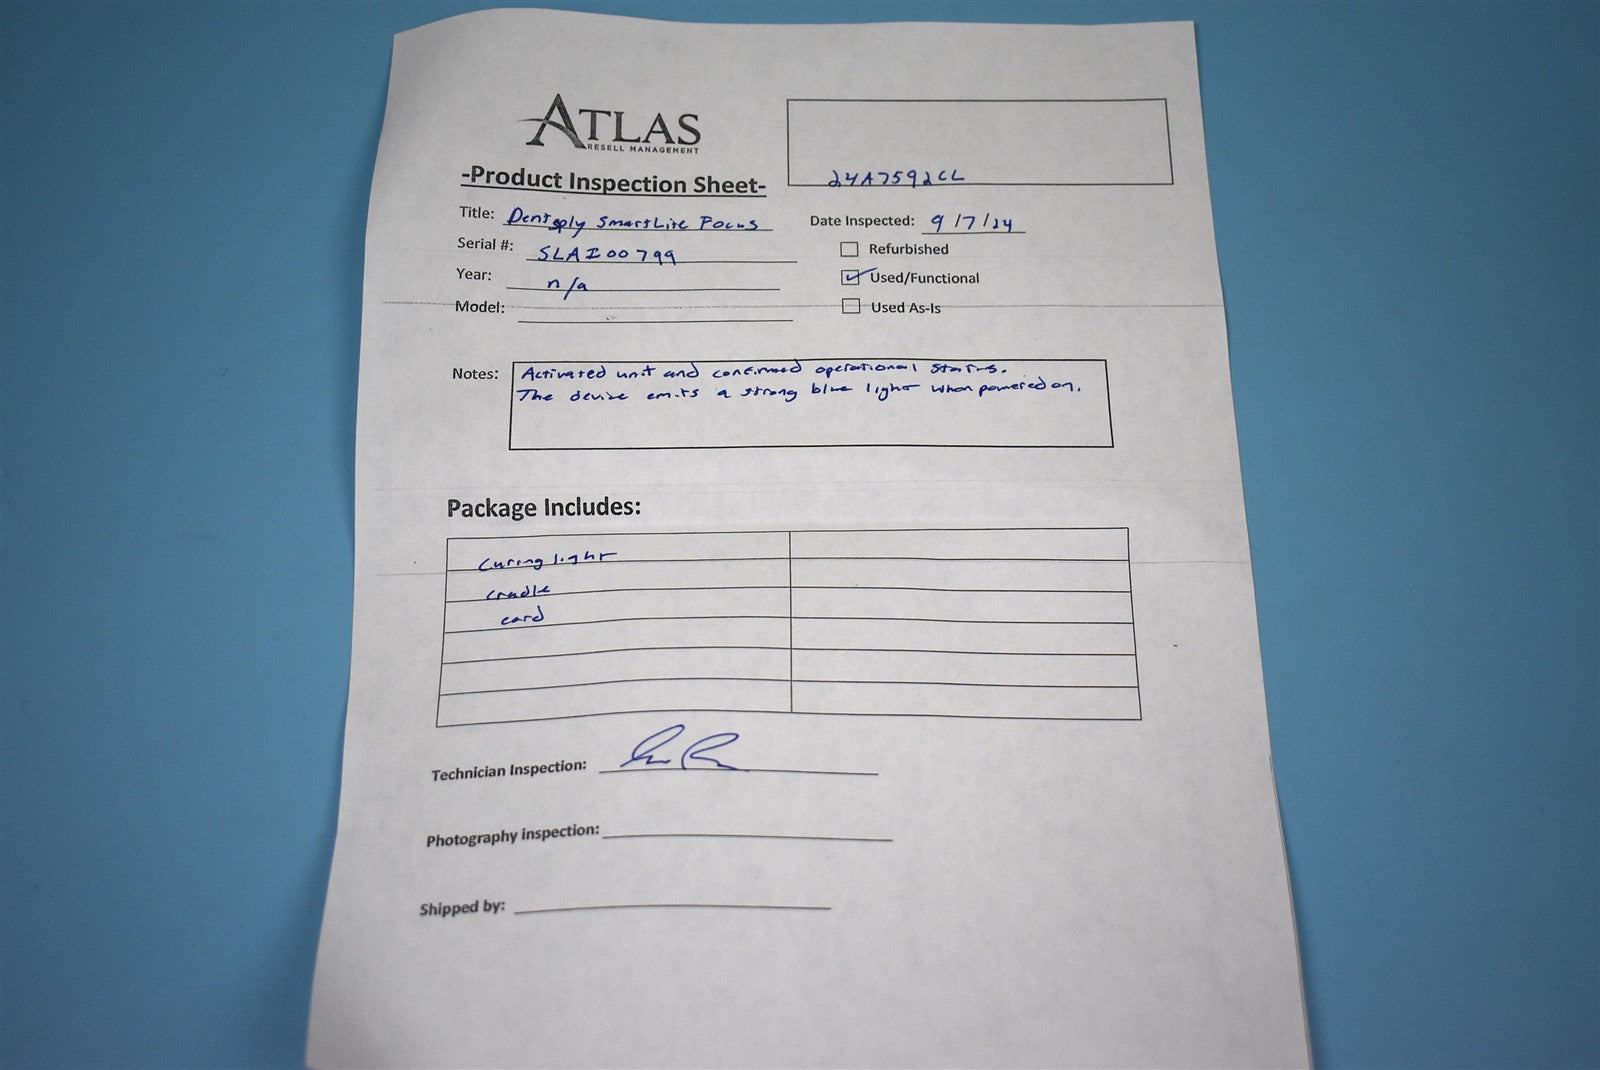 ATLAS
RESELL MANAGEMENT
24A7592CL
-Product Inspection Sheet-
Title: Dentsply SmartLite Focus
Date Inspected: 9/7/24
Serial #: SLAI00799
Refurbished
Year: n/a
Used/Functional
Model:
Used As-Is
Notes: Activated unit and confirmed operational status.
The device emits a strong blue light when powered on.
Package Includes:
Curing light
cradle
card
Technician Inspection:
Photography inspection:
Shipped by: